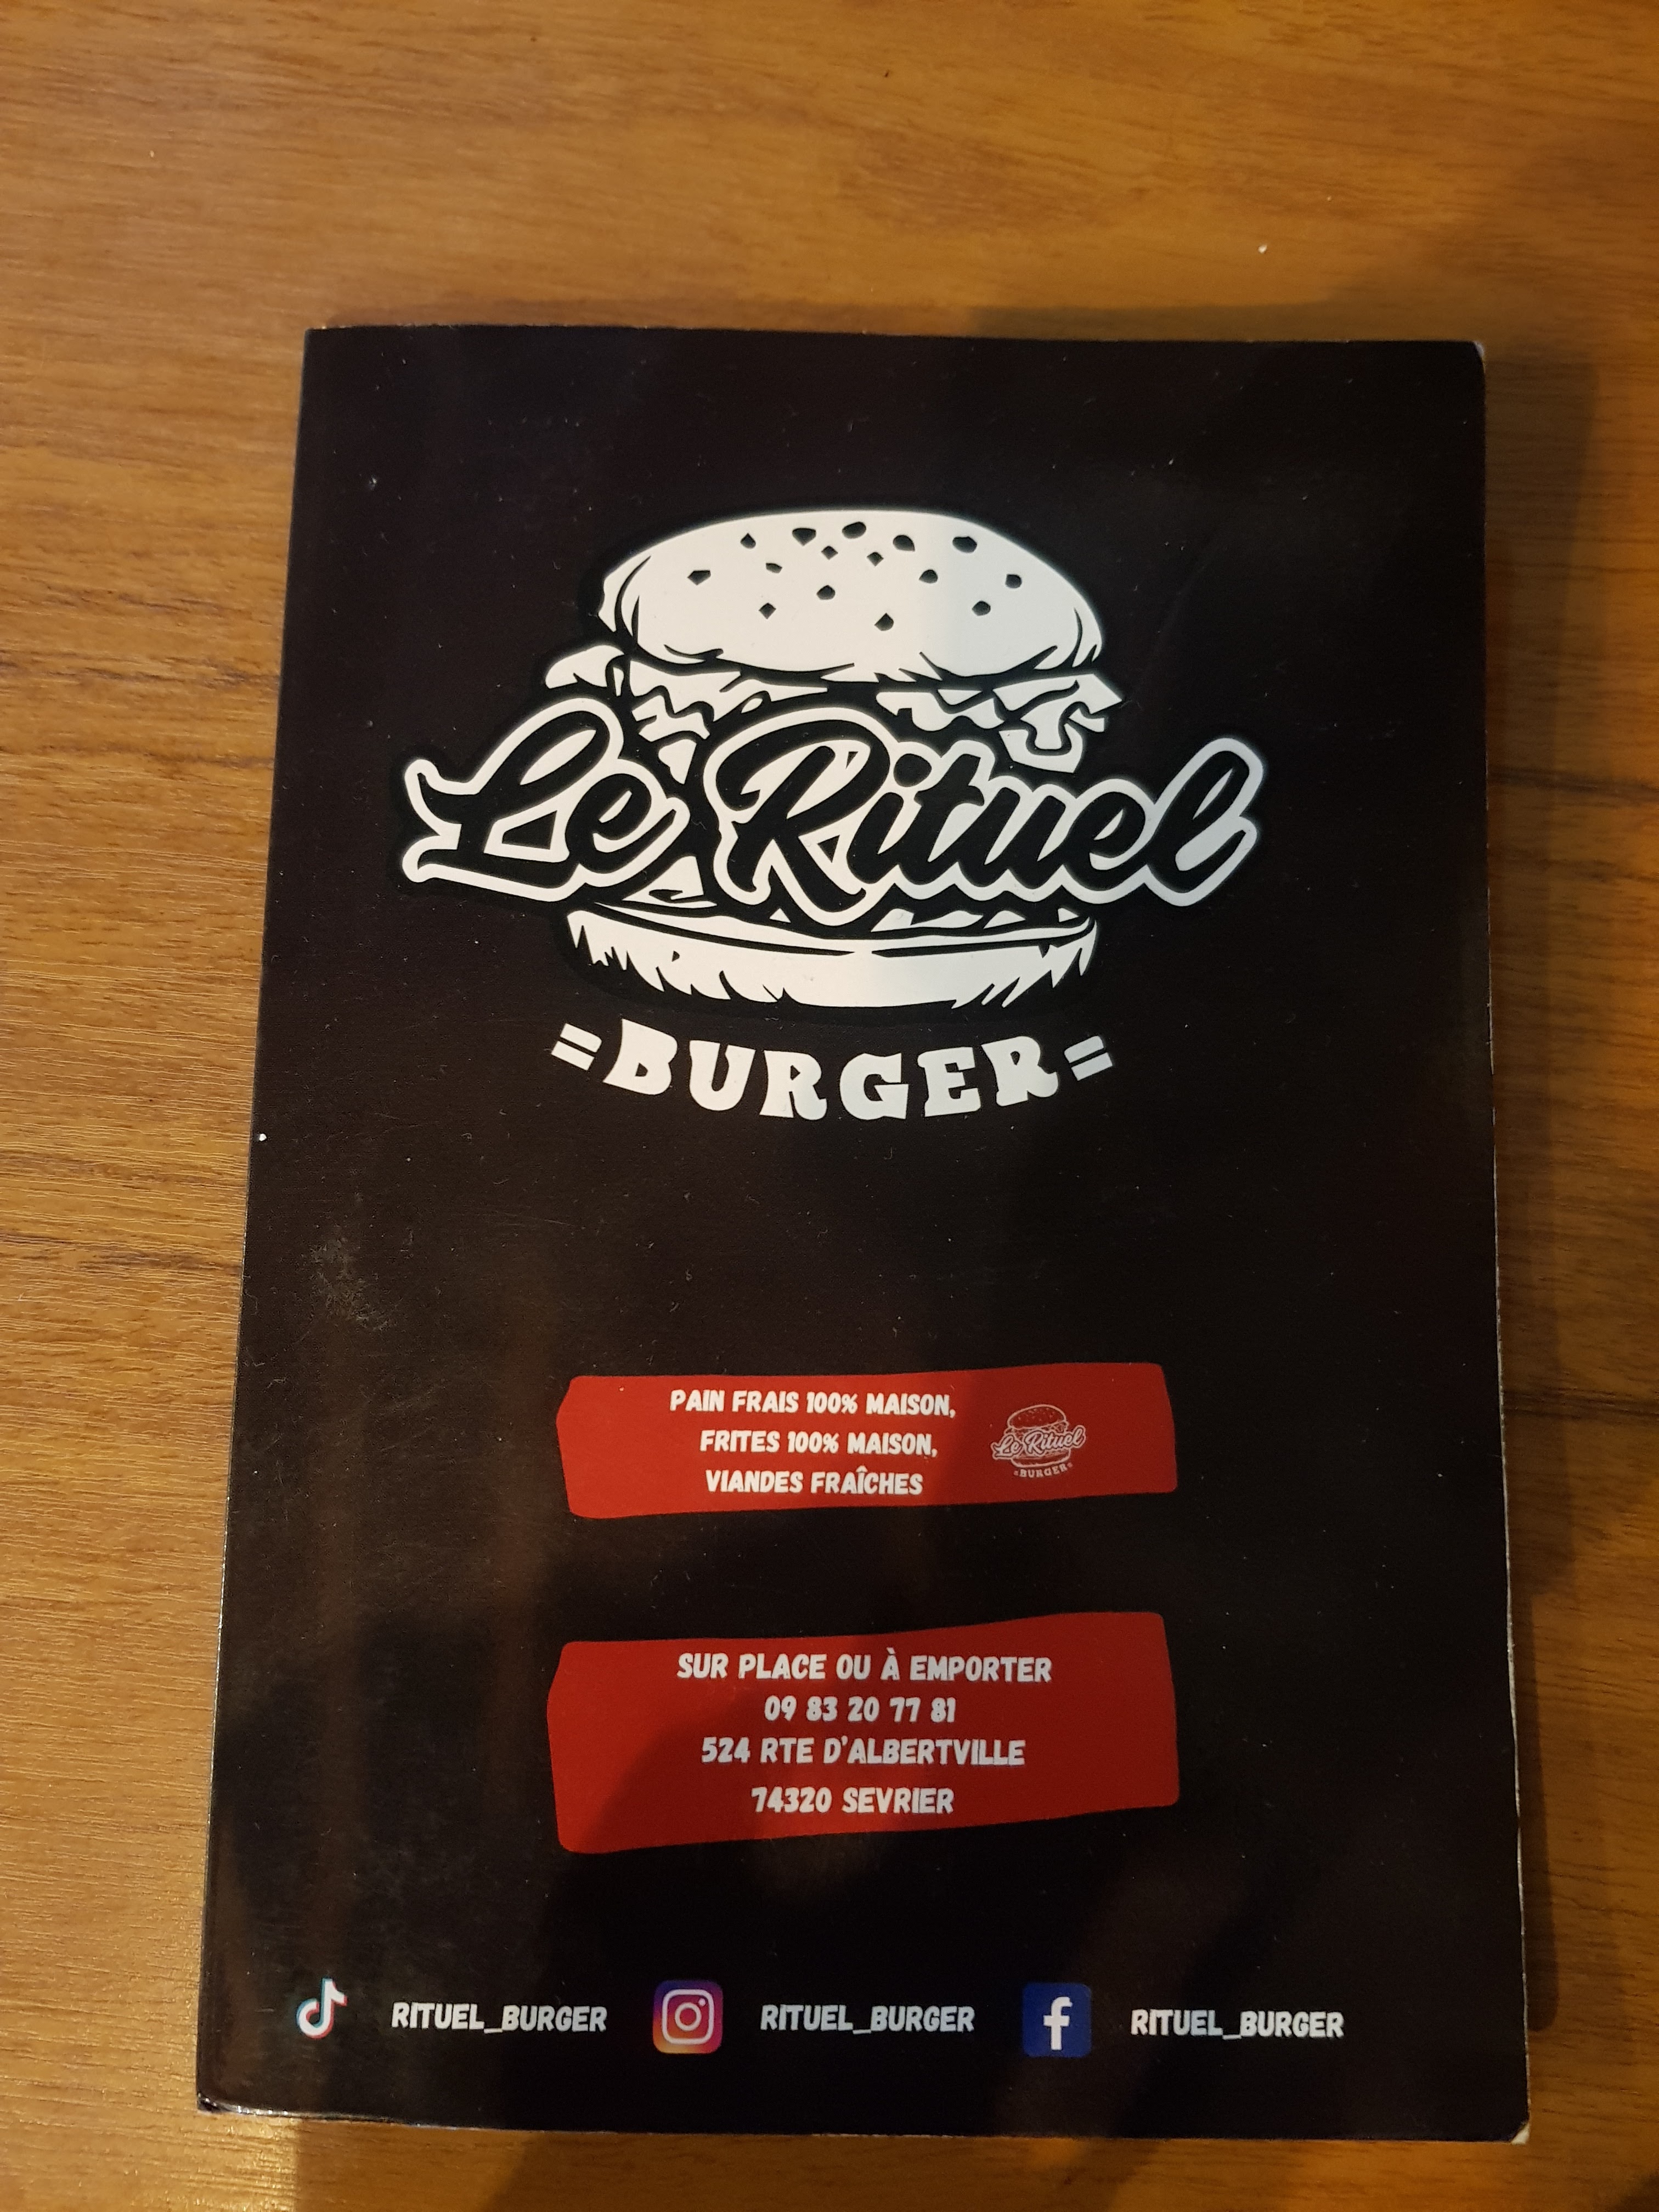 Le Rituel
=BURGER=
PAIN FRAIS 100% MAISON,
FRITES 100% MAISON,
VIANDES FRAÎCHES
Le Rituel
=BURGER=
SUR PLACE OU À EMPORTER
09 83 20 77 81
524 RTE D'ALBERTVILLE
74320 SEVRIER
RITUEL_BURGER RITUEL_BURGER RITUEL_BURGER